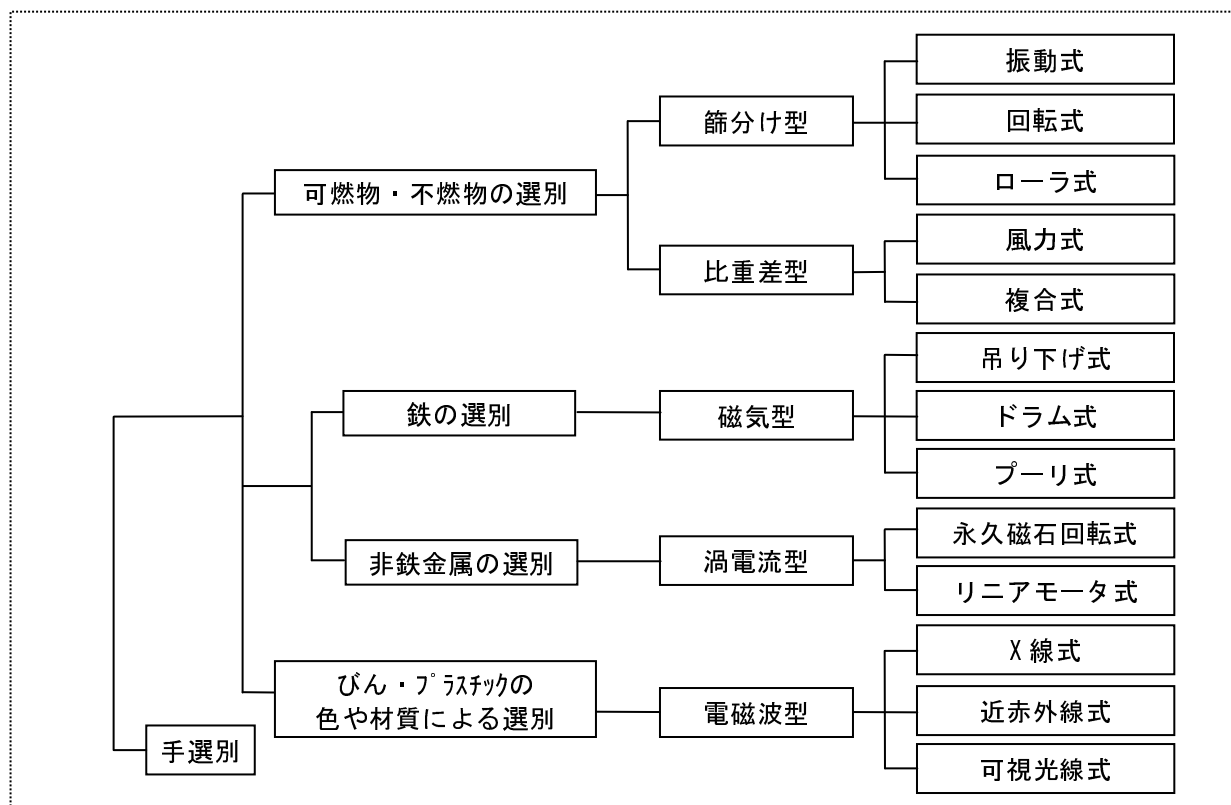 振動式
篩分け型
回転式
ローラ式
可燃物・不燃物の選別
風力式
比重差型
複合式
吊り下げ式
鉄の選別
磁気型
ドラム式
プーリ式
永久磁石回転式
非鉄金属の選別
渦電流型
リニアモータ式
X線式
びん・プラスチックの
色や材質による選別
電磁波型
近赤外線式
手選別
可視光線式